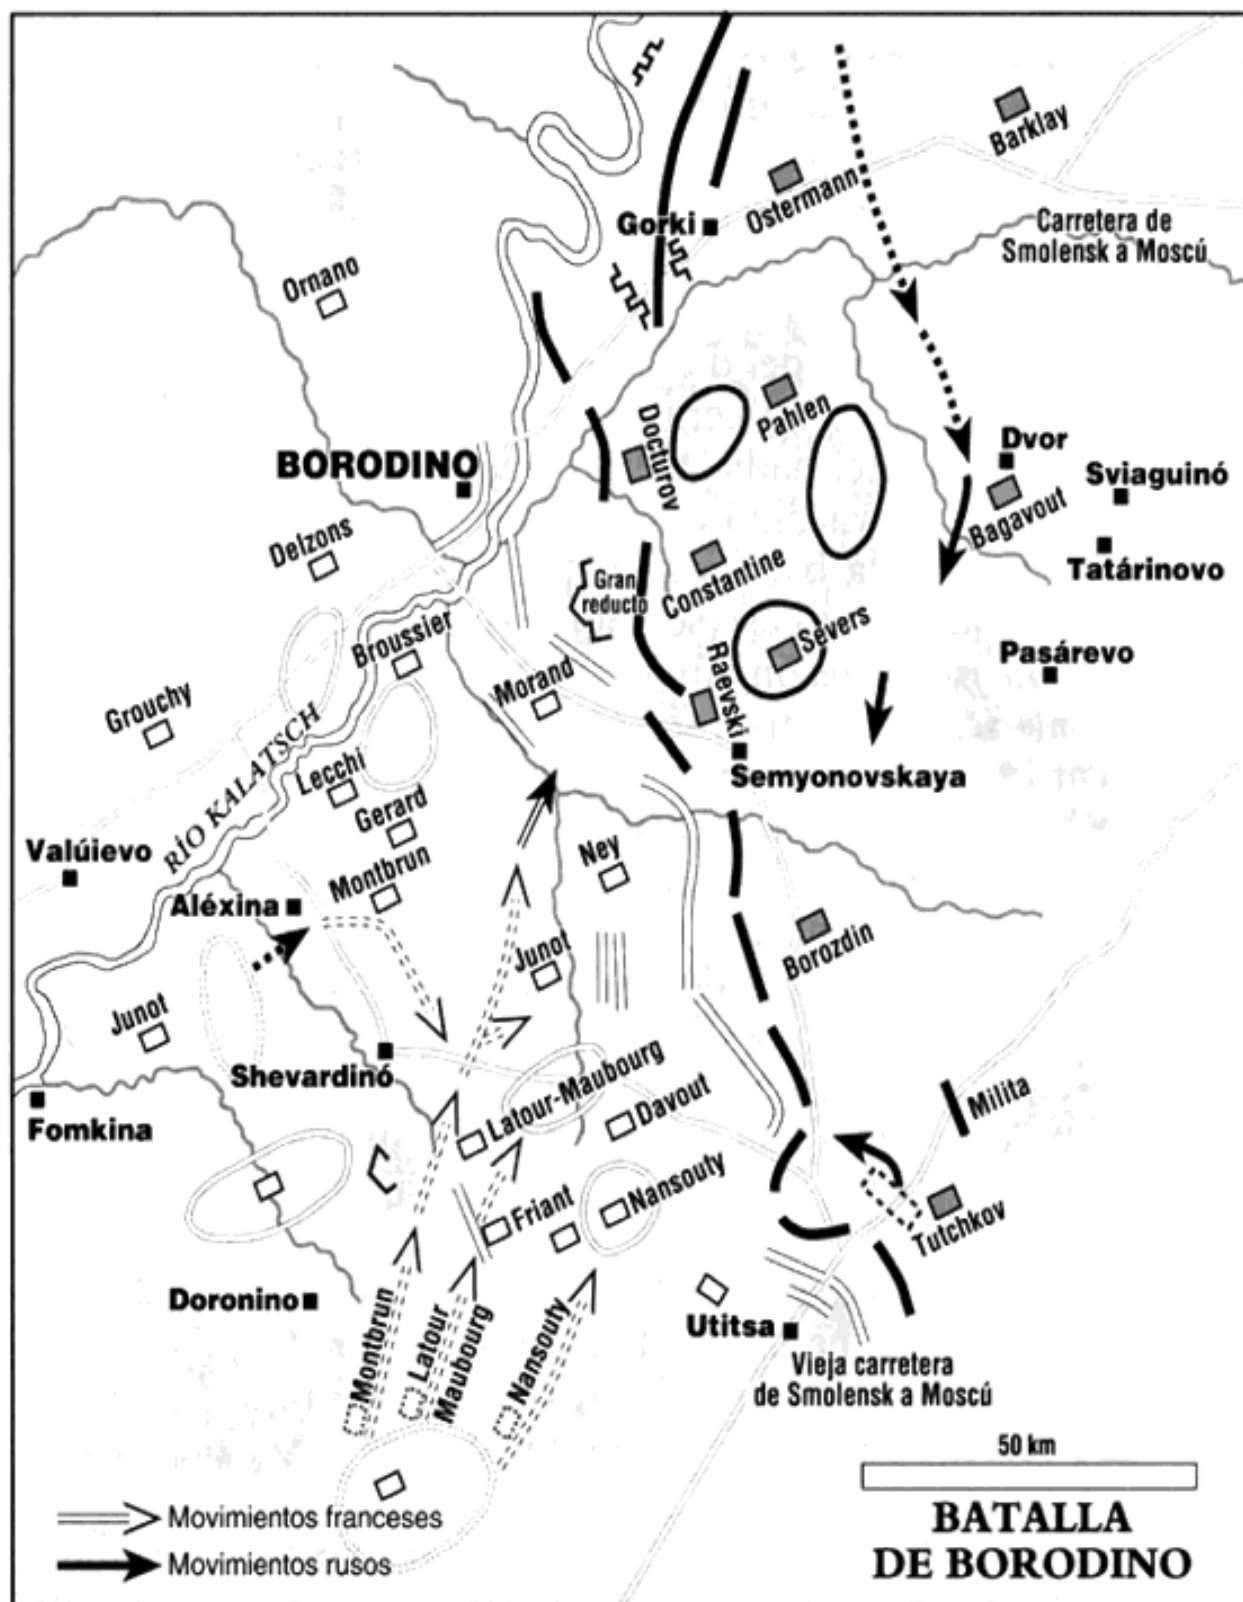 Barklay
Ostermann
Gorki
Carretera de
Smolensk a Moscú
Ornano
Pahlen
Docturov
Dvor
BORODINO
Sviaguinó
Bagavout
Delzons
Tatárinovo
Constantine
Gran
reducto
Broussier
Severs
Pasárevo
Raevski
Morand
Grouchy
RÍO KALATSCH
Semyonovskaya
Lecchi
Gerard
Valúievo
Ney
Montbrun
Aléxina
Borozdin
Junot
Junot
Shevardinó
Latour-Maubourg
Milita
Davout
Fomkina
Nansouty
Friant
Tutchkov
Doronino
Montbrun
Latour
Maubourg
Nansouty
Utitsa
Vieja carretera
de Smolensk a Moscú
50 km
Movimientos franceses
Movimientos rusos
BATALLA
DE BORODINO